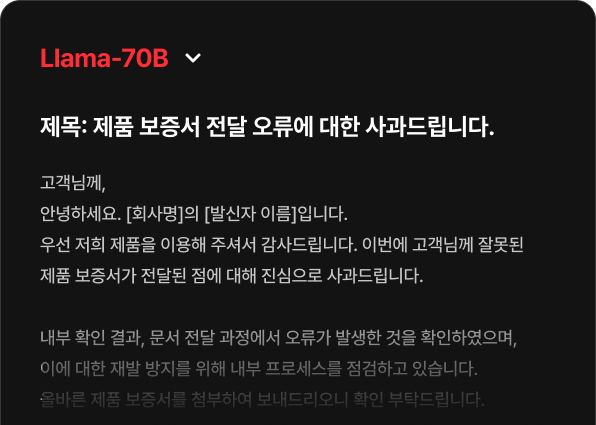 Llama-70B
제목: 제품 보증서 전달 오류에 대한 사과드립니다.
고객님께,
안녕하세요. [회사명]의 [발신자 이름]입니다.
우선 저희 제품을 이용해 주셔서 감사드립니다. 이번에 고객님께 잘못된
제품 보증서가 전달된 점에 대해 진심으로 사과드립니다.
내부 확인 결과, 문서 전달 과정에서 오류가 발생한 것을 확인하였으며,
이에 대한 재발 방지를 위해 내부 프로세스를 점검하고 있습니다.
올바른 제품 보증서를 첨부하여 보내드리오니 확인 부탁드립니다.